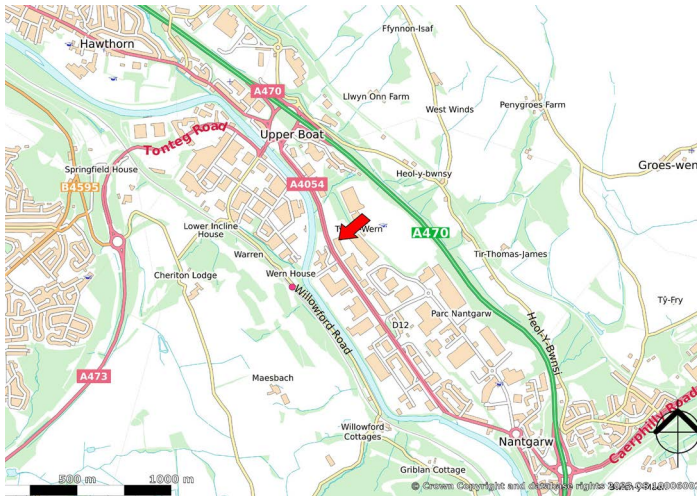 Ffynnon-Isaf
Hawthorn
A470
Llwyn Onn Farm
West Winds
Penygroes Farm
Upper Boat
Tonteg Road
Springfield House
Groes-wen
Heol-y-bwnsy
B4595
A4054
Lower Incline
House
A470
Warren
Tir-Thomas-James
Cheriton Lodge
Wern House
Tŷ-Fry
Willowford Road
Parc Nantgarw
D12
Heol-Y-Bwnsi
A473
Maesbach
Caerphilly Road
Willowford
Cottages
Nantgarw
Griblan Cottage
500 m
1000 m
© Crown Copyright and database rights